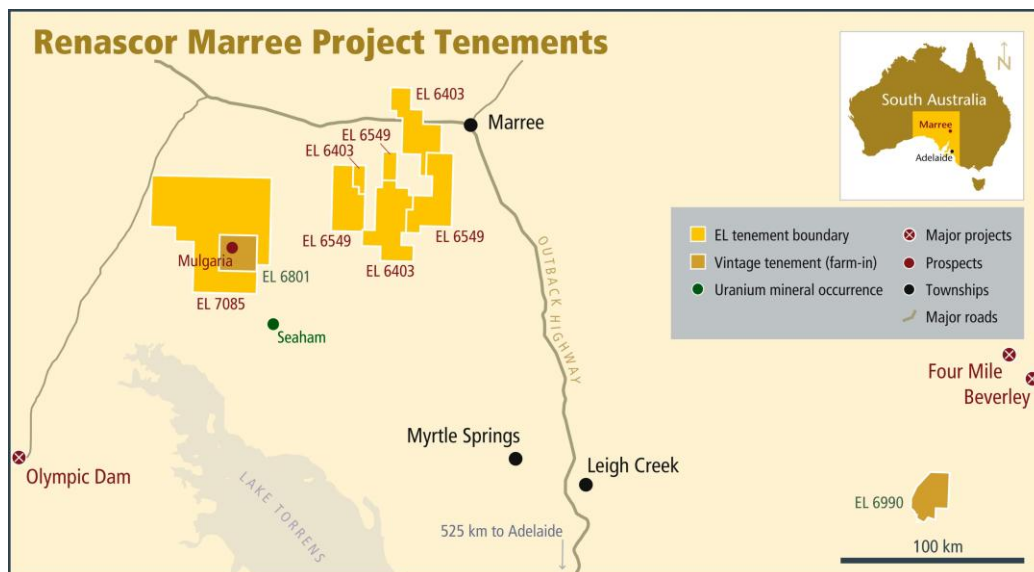 Renascor Marree Project Tenements
EL 6403
Marree
EL 6549
EL 6403
EL 6549
EL 6549
EL 6403
Mulgaria
EL 6801
EL 7085
Seaham
OUTBACK HIGHWAY
Olympic Dam
LAKE TORRENS
Myrtle Springs
Leigh Creek
525 km to Adelaide
N
South Australia
Marree
Adelaide
EL tenement boundary
Vintage tenement (farm-in)
Uranium mineral occurrence
Major projects
Prospects
Townships
Major roads
Four Mile
Beverley
EL 6990
100 km